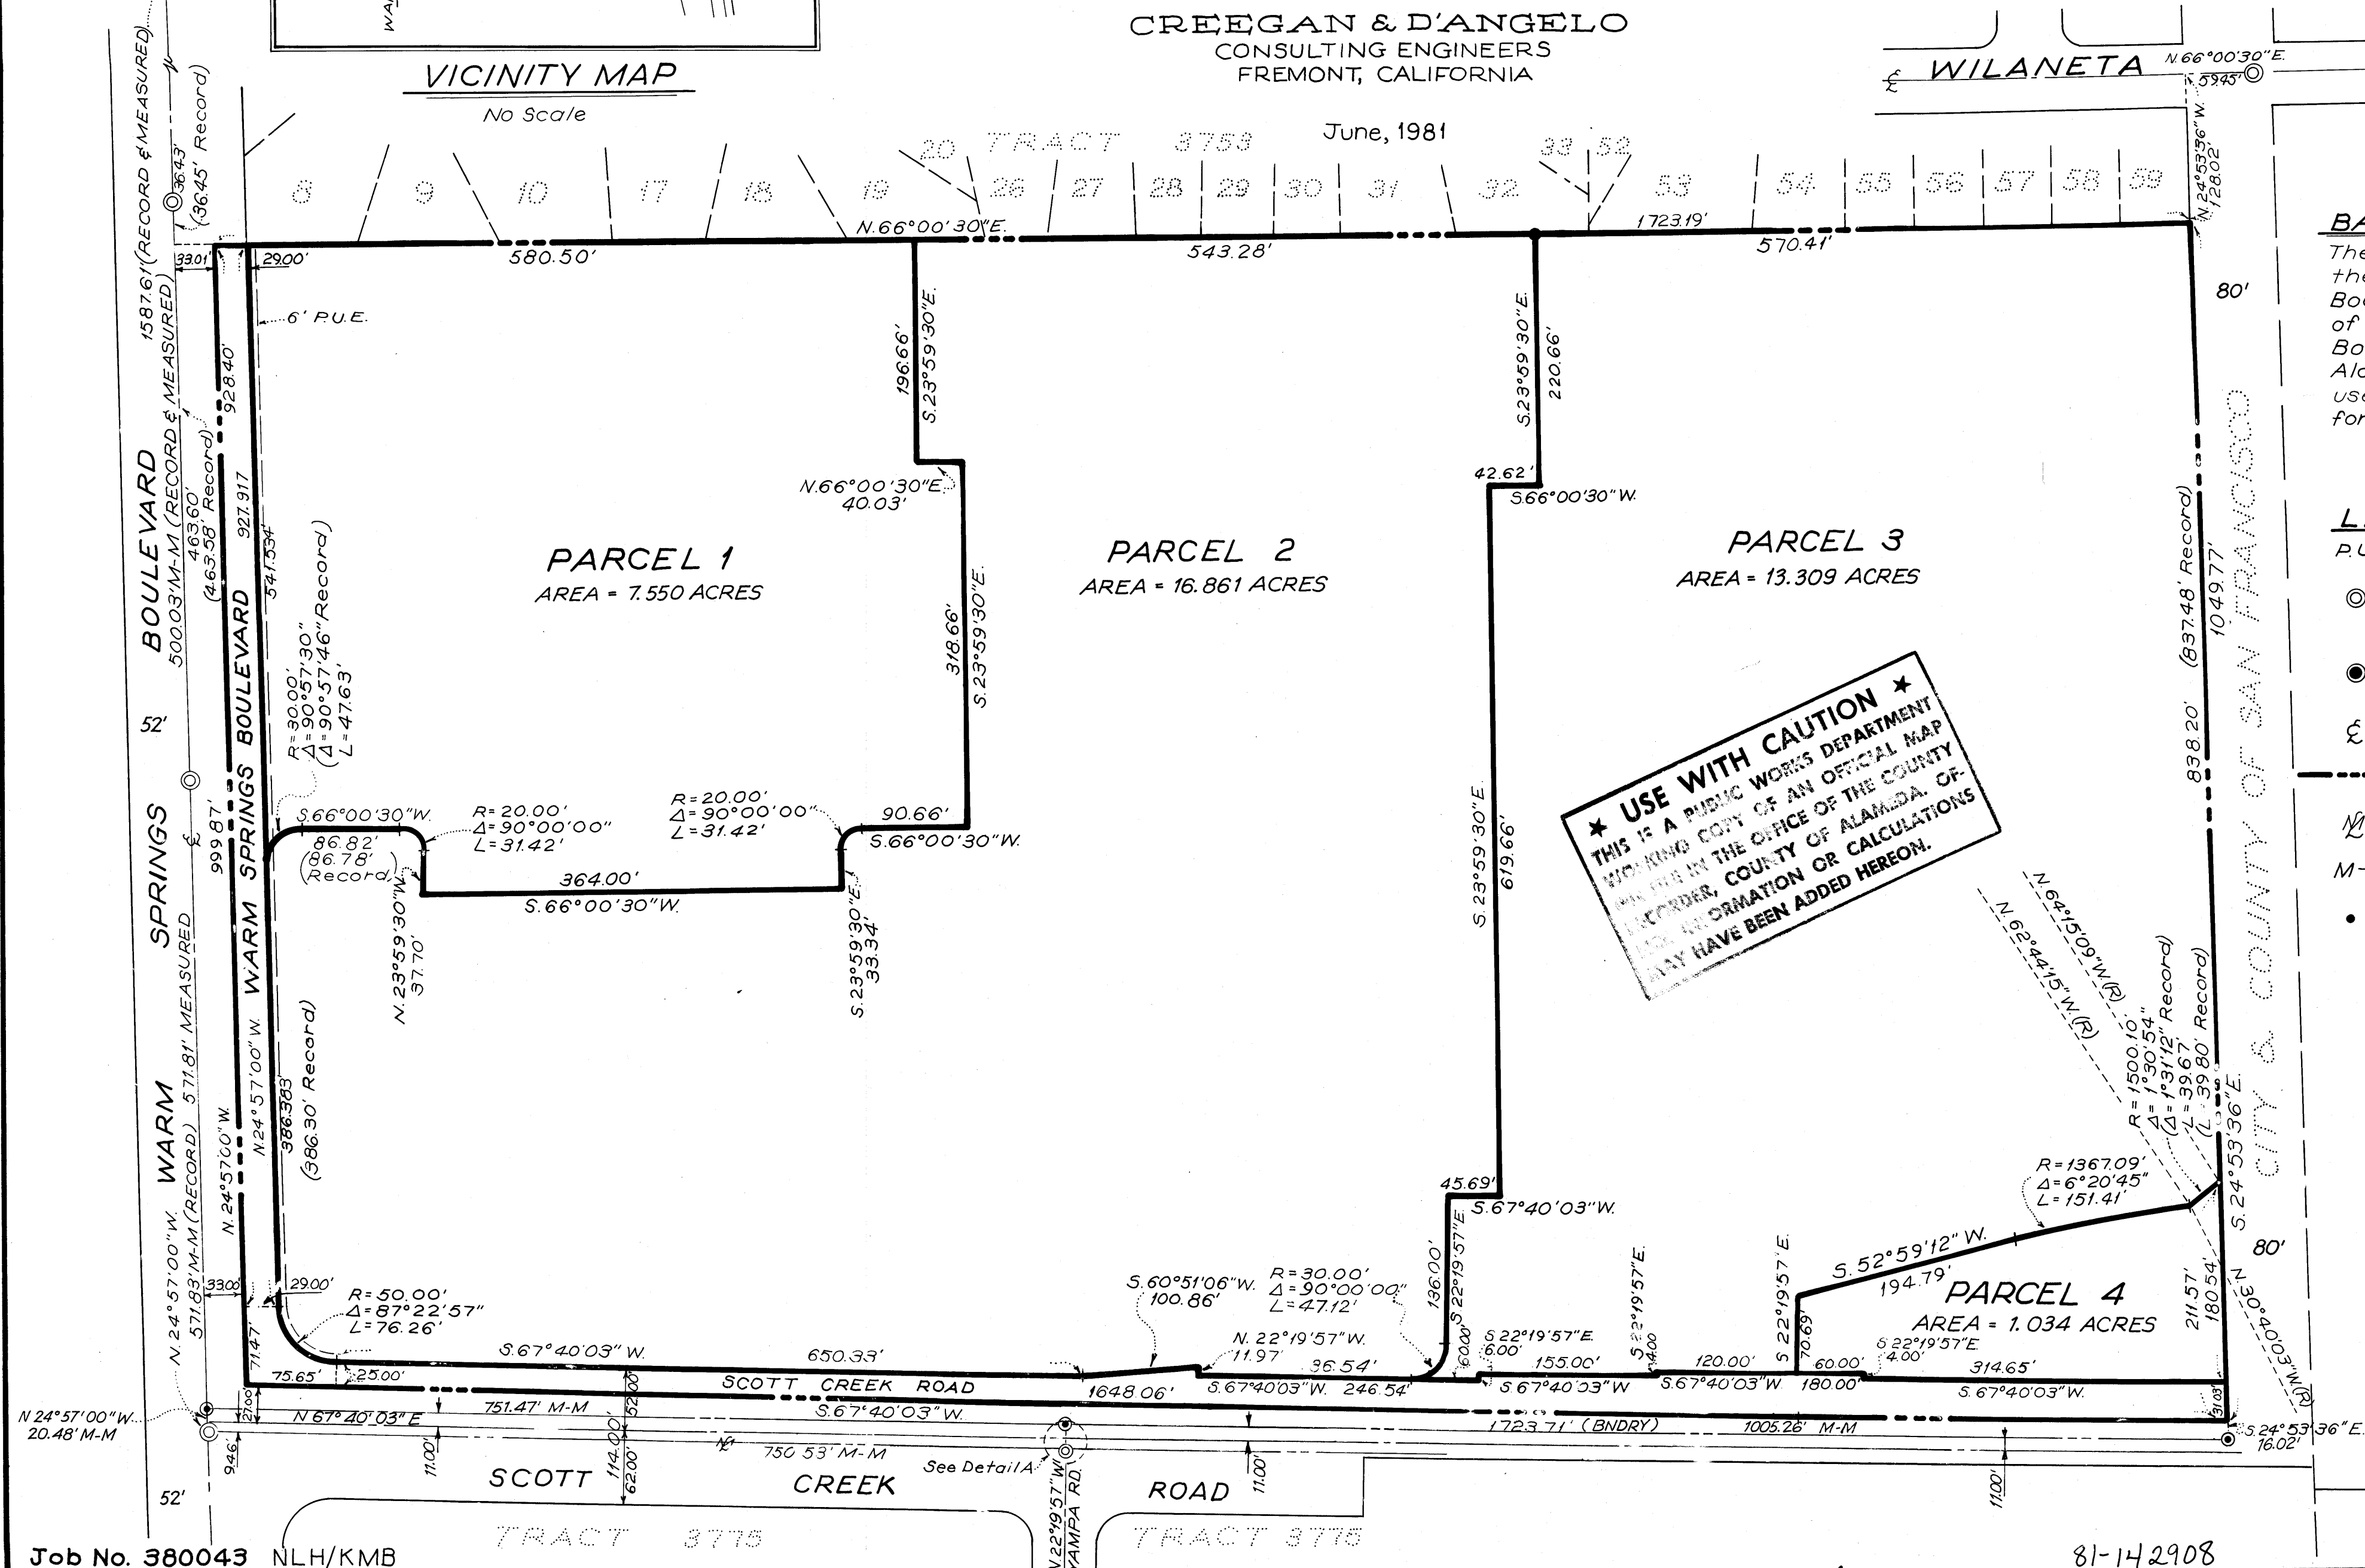 CREEGAN & D'ANGELO
CONSULTING ENGINEERS
FREMONT, CALIFORNIA
June, 1981
VICINITY MAP
No Scale
WILANETA
N.66°00'30"E.
59.45'
N.24°53'36"W.
128.02'
TRACT 3753
8
9
10
17
18
19
20
26
27
28
29
30
31
32
33
52
53
54
55
56
57
58
59
1587.61'(RECORD & MEASURED)
36.43'
(36.45' Record)
33.01'
29.00'
N.66°00'30"E.
1723.19'
580.50'
543.28'
570.41'
6' P.U.E.
BOULEVARD
500.03'M-M (RECORD & MEASURED)
463.60'
(463.58' Record)
928.40'
927.917
541.534'
196.66'
S.23°59'30"E.
N.66°00'30"E.
40.03'
318.66'
S.23°59'30"E.
S.23°59'30"E.
220.66'
42.62'
S.66°00'30"W.
80'
PARCEL 1
AREA = 7.550 ACRES
PARCEL 2
AREA = 16.861 ACRES
PARCEL 3
AREA = 13.309 ACRES
(837.48' Record)
838.20'
1049.77'
CITY & COUNTY OF SAN FRANCISCO
★ USE WITH CAUTION ★
THIS IS A PUBLIC WORKS DEPARTMENT
WORKING COPY OF AN OFFICIAL MAP
ON FILE IN THE OFFICE OF THE COUNTY
RECORDER, COUNTY OF ALAMEDA. OF-
INFORMATION OR CALCULATIONS
MAY HAVE BEEN ADDED HEREON.
R=30.00'
Δ=90°57'30"
(Δ=90°57'46"Record)
L=47.63'
52'
SPRINGS
WARM SPRINGS BOULEVARD
999.87'
S.66°00'30"W.
86.82'
(86.78'
Record)
R=20.00'
Δ=90°00'00"
L=31.42'
R=20.00'
Δ=90°00'00"
L=31.42'
90.66'
S.66°00'30"W.
364.00'
S.66°00'30"W.
N.23°59'30"W.
37.70'
S.23°59'30"E.
33.34'
S.23°59'30"E.
619.66'
45.69'
S.67°40'03"W.
N.64°15'09"W.(R)
N.62°44'15"W.(R)
R=1500.10'
Δ=1°30'54"
(Δ=1°31'12" Record)
L=39.67'
(L=39.80' Record)
S.24°53'36"E.
R=1367.09'
Δ=6°20'45"
L=151.41'
S.52°59'12"W.
194.79'
PARCEL 4
AREA = 1.034 ACRES
80'
211.57'
180.54'
N.30°40'03"W.(R)
WARM
571.83'M-M (RECORD) 571.81' MEASURED
N.24°57'00"W.
N.24°57'00"W.
N.24°57'00"W.
386.383'
(386.30' Record)
33.00'
29.00'
71.47'
R=50.00'
Δ=87°22'57"
L=76.26'
S.67°40'03"W.
650.33'
S.60°51'06"W.
100.86'
R=30.00'
Δ=90°00'00"
L=47.12'
N.22°19'57"W.
11.97'
36.54'
136.00'
S 22°19'57"E.
60.00'
S 22°19'57"E.
6.00'
155.00'
S 22°19'57"E.
4.00'
120.00'
S 22°19'57"E.
70.69'
60.00'
S 22°19'57"E.
4.00'
314.65'
75.65'
25.00'
SCOTT CREEK ROAD
1648.06'
S.67°40'03"W.
246.54'
S.67°40'03"W.
S.67°40'03"W.
180.00'
S.67°40'03"W.
31.03'
27.00'
N 67°40'03" E
751.47' M-M
S.67°40'03"W.
1723.71' (BNDRY)
1005.26' M-M
N 24°57'00"W.
20.48' M-M
9.46'
11.00'
52.00'
114.00'
62.00'
750.53' M-M
See Detail A
11.00'
11.00'
S.24°53'36"E.
16.02'
SCOTT CREEK ROAD
N.22°19'57"W.
YAMPA RD.
52'
TRACT 3775
TRACT 3775
Job No. 380043 NLH/KMB
81-142908